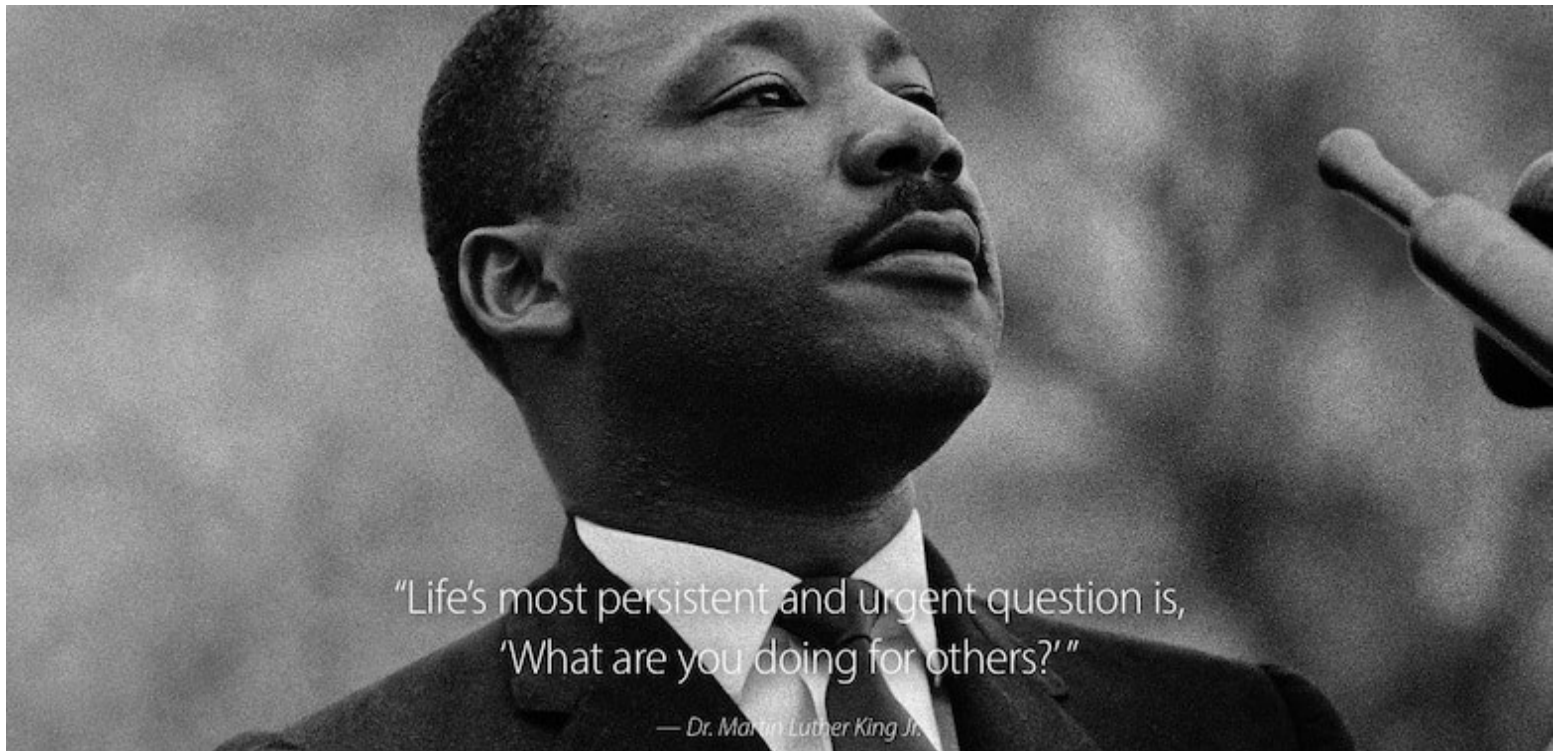 “Life’s most persistent and urgent question is,
‘What are you doing for others?’ ”
— Dr. Martin Luther King Jr.